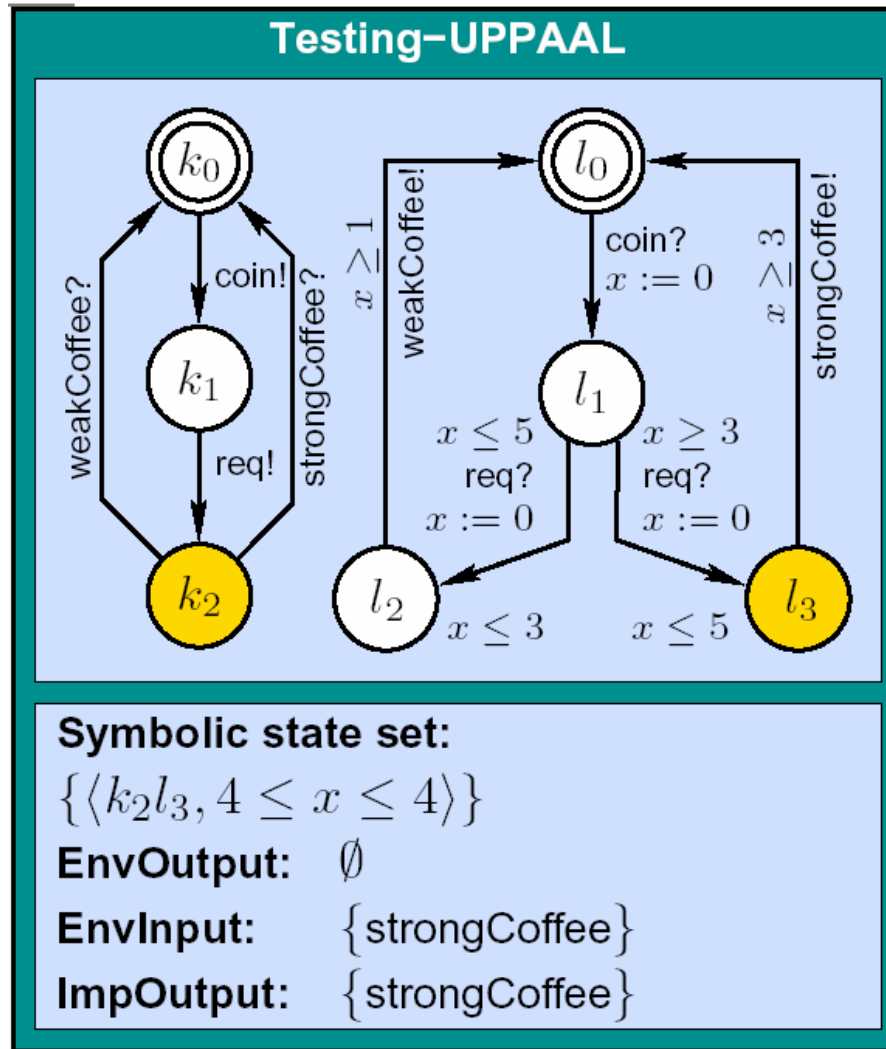 Testing-UPPAAL
k₀
coin!
k₁
req!
k₂
weakCoffee?
strongCoffee?
l₀
coin?
x := 0
l₁
x ≤ 5
req?
x := 0
x ≥ 3
req?
x := 0
l₂
x ≤ 3
l₃
x ≤ 5
x ≥ 1
weakCoffee!
x ≥ 3
strongCoffee!
Symbolic state set:
{⟨k₂l₃, 4 ≤ x ≤ 4⟩}
EnvOutput: ∅
EnvInput: {strongCoffee}
ImpOutput: {strongCoffee}